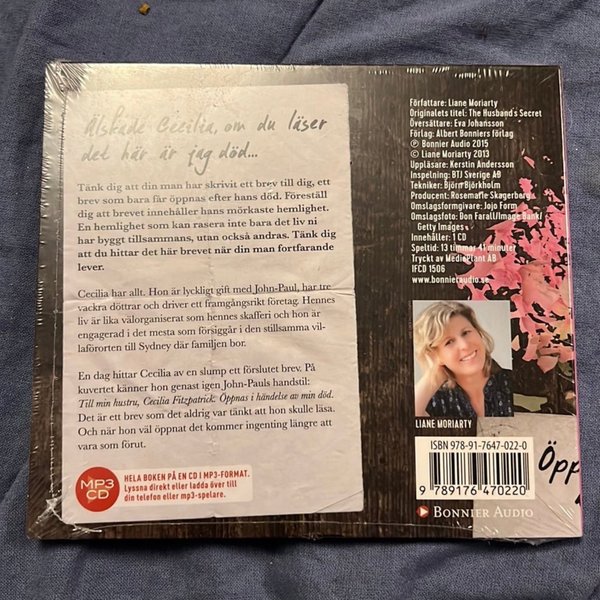 Älskade Cecilia, om du läser
det här är jag död...
Tänk dig att din man har skrivit ett brev till dig, ett
brev som bara får öppnas efter hans död. Föreställ
dig att brevet innehåller hans mörkaste hemlighet.
En hemlighet som kan rasera inte bara det liv ni
har byggt tillsammans, utan också andras. Tänk dig
att du hittar det här brevet när din man fortfarande
lever.
Cecilia har allt. Hon är lyckligt gift med John-Paul, har tre
vackra döttrar och driver ett framgångsrikt företag. Hennes
liv är lika välorganiserat som hennes skafferi och hon är
engagerad i det mesta som försiggår i den stillsamma vil-
laförorten till Sydney där familjen bor.
En dag hittar Cecilia av en slump ett förslutet brev. På
kuvertet känner hon genast igen John-Pauls handstil:
Till min hustru, Cecilia Fitzpatrick. Öppnas i händelse av min död.
Det är ett brev som det aldrig var tänkt att hon skulle läsa.
Och när hon väl öppnat det kommer ingenting längre att
vara som förut.
MP3
CD
HELA BOKEN PÅ EN CD I MP3-FORMAT.
Lyssna direkt eller ladda över till
din telefon eller mp3-spelare.
Författare: Liane Moriarty
Originalets titel: The Husband's Secret
Översättare: Eva Johansson
Förlag: Albert Bonniers förlag
℗ Bonnier Audio 2015
© Liane Moriarty 2013
Uppläsare: Kerstin Andersson
Inspelning: BTJ Sverige AB
Tekniker: Björn Björkholm
Producent: Rosemarie Skagerberg
Omslagsformgivare: Jojo Form
Omslagsfoto: Don Farall/Image Bank/
Getty Images
Innehåller: 1 CD
Speltid: 13 timmar 41 minuter
Tryckt av MediaPlant AB
IFCD 1506
www.bonnieraudio.se
LIANE MORIARTY
ISBN 978-91-7647-022-0
9 789176 470220
BONNIER AUDIO
Öpp